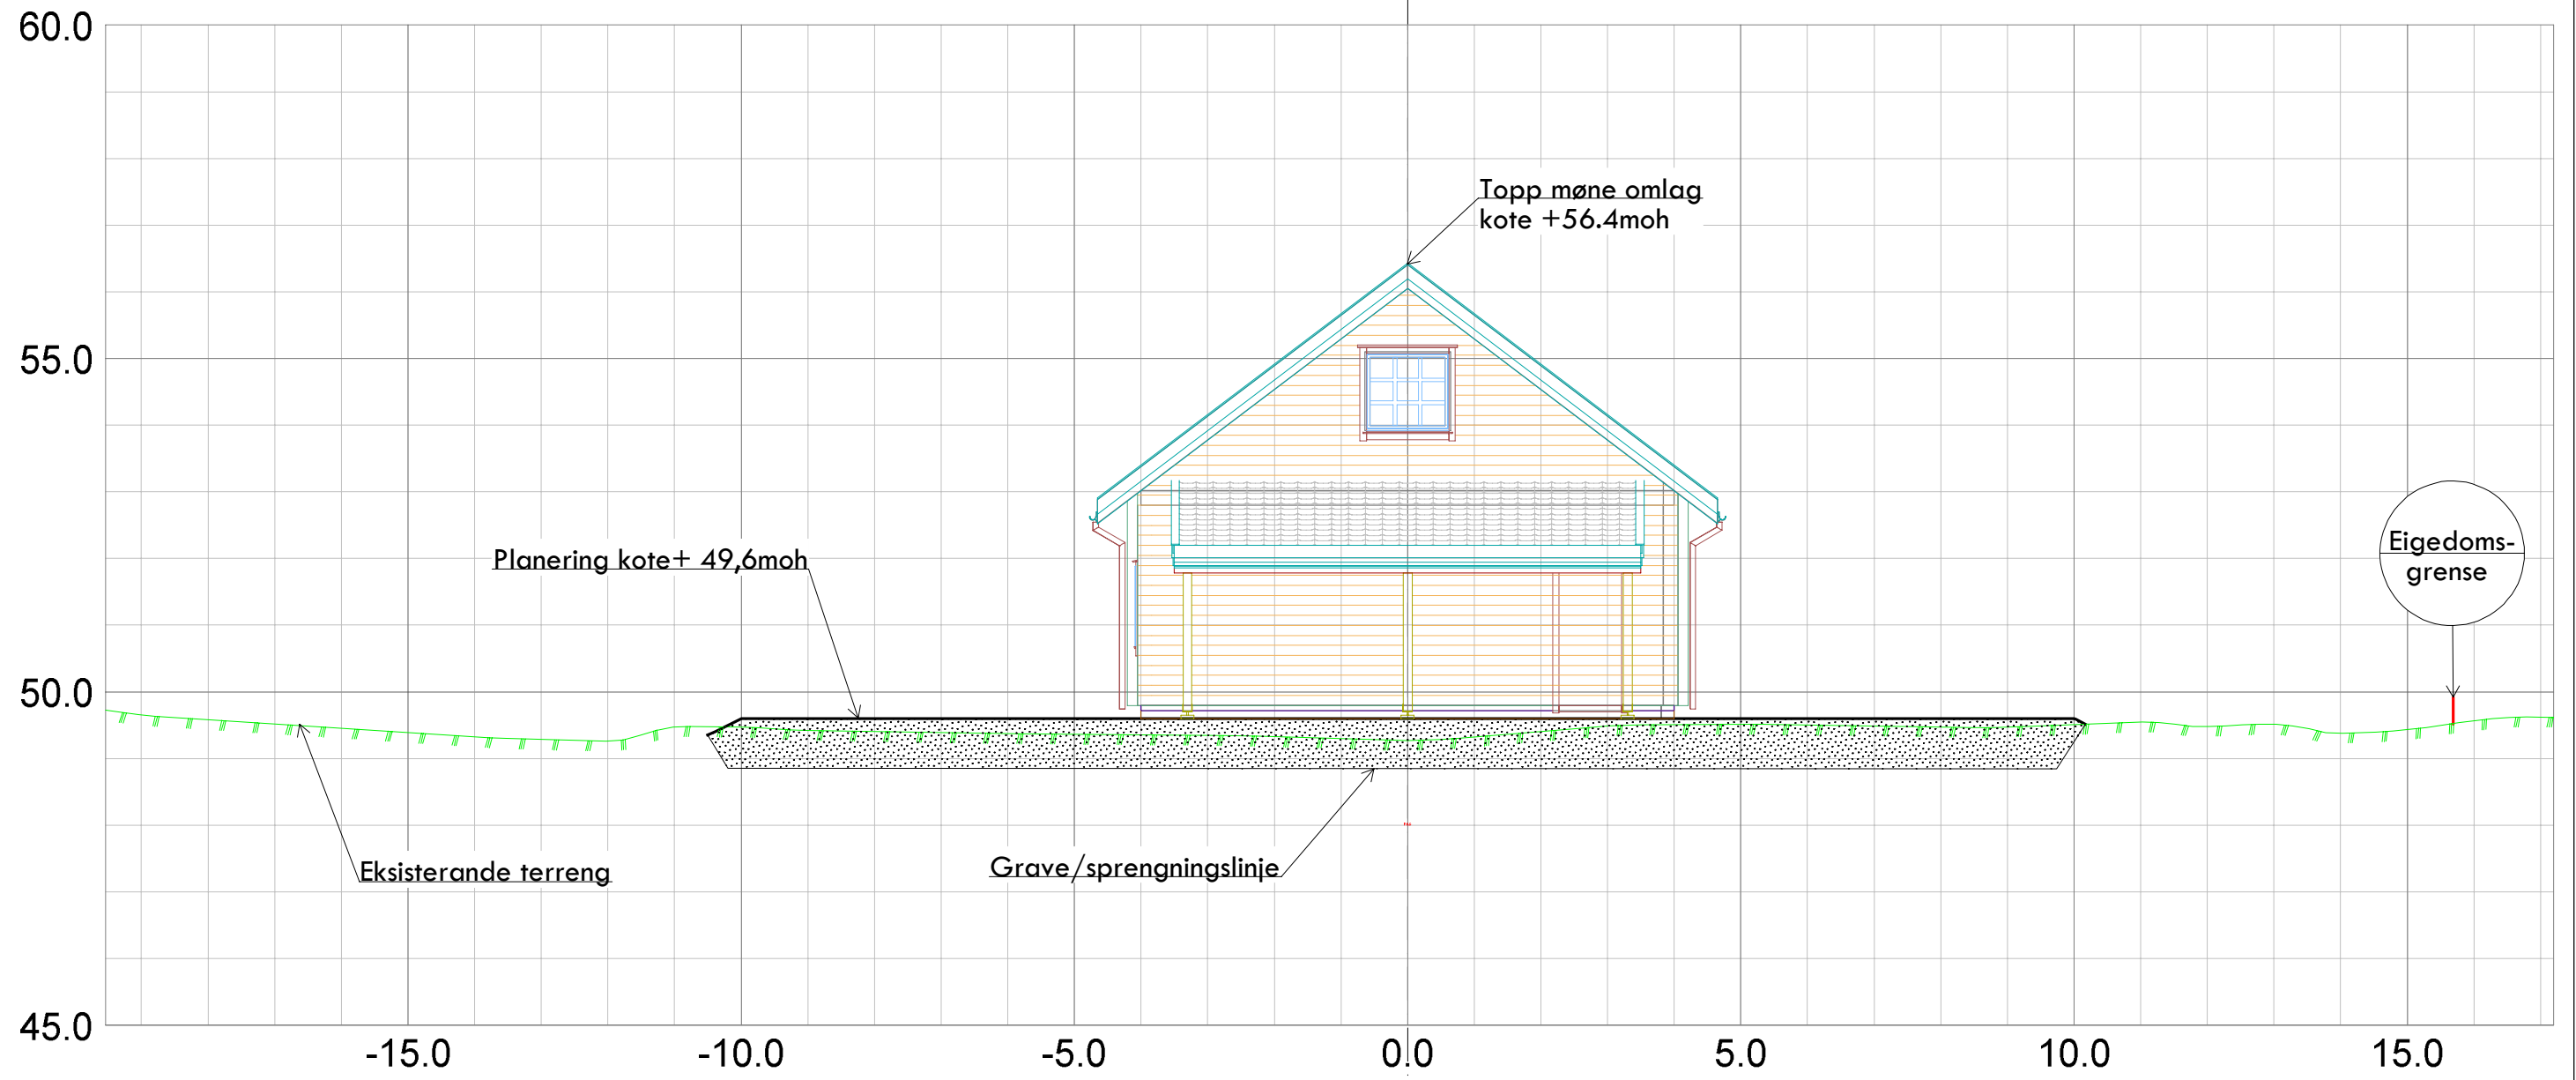 60.0
Topp møne omlag
kote +56.4moh
55.0
Eigedoms-
grense
Planering kote+ 49,6moh
50.0
Eksisterande terreng
Grave/sprengningslinje
45.0
-15.0 -10.0 -5.0 0.0 5.0 10.0 15.0